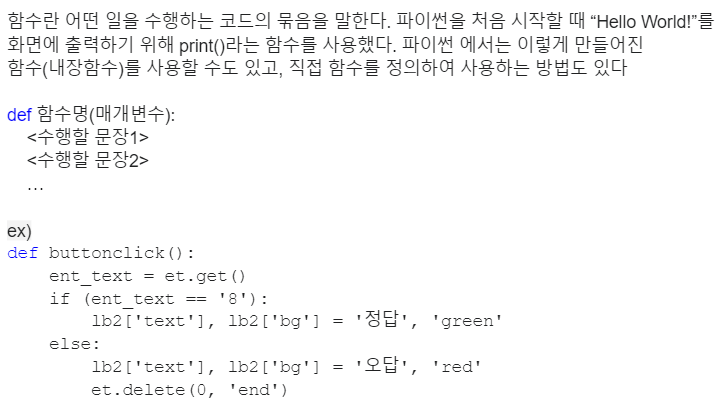 함수란 어떤 일을 수행하는 코드의 묶음을 말한다. 파이썬을 처음 시작할 때 “Hello World!”를
화면에 출력하기 위해 print()라는 함수를 사용했다. 파이썬 에서는 이렇게 만들어진
함수(내장함수)를 사용할 수도 있고, 직접 함수를 정의하여 사용하는 방법도 있다
def 함수명(매개변수):
    <수행할 문장1>
    <수행할 문장2>
    …
ex)
def buttonclick():
    ent_text = et.get()
    if (ent_text == '8'):
        lb2['text'], lb2['bg'] = '정답', 'green'
    else:
        lb2['text'], lb2['bg'] = '오답', 'red'
        et.delete(0, 'end')